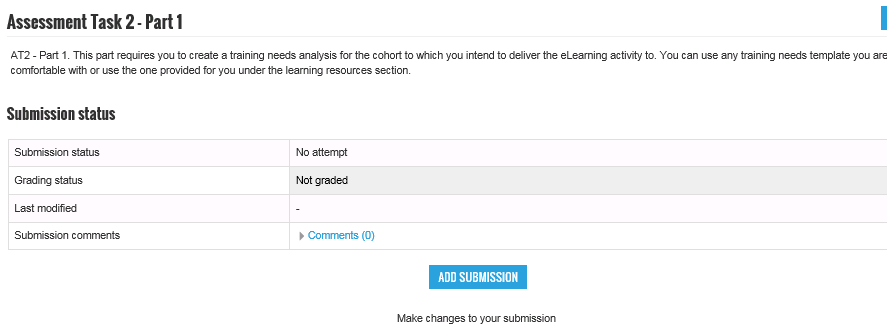 Assessment Task 2 - Part 1
AT2 - Part 1. This part requires you to create a training needs analysis for the cohort to which you intend to deliver the eLearning activity to. You can use any training needs template you are
comfortable with or use the one provided for you under the learning resources section.
Submission status
Submission status No attempt
Grading status Not graded
Last modified -
Submission comments Comments (0)
ADD SUBMISSION
Make changes to your submission